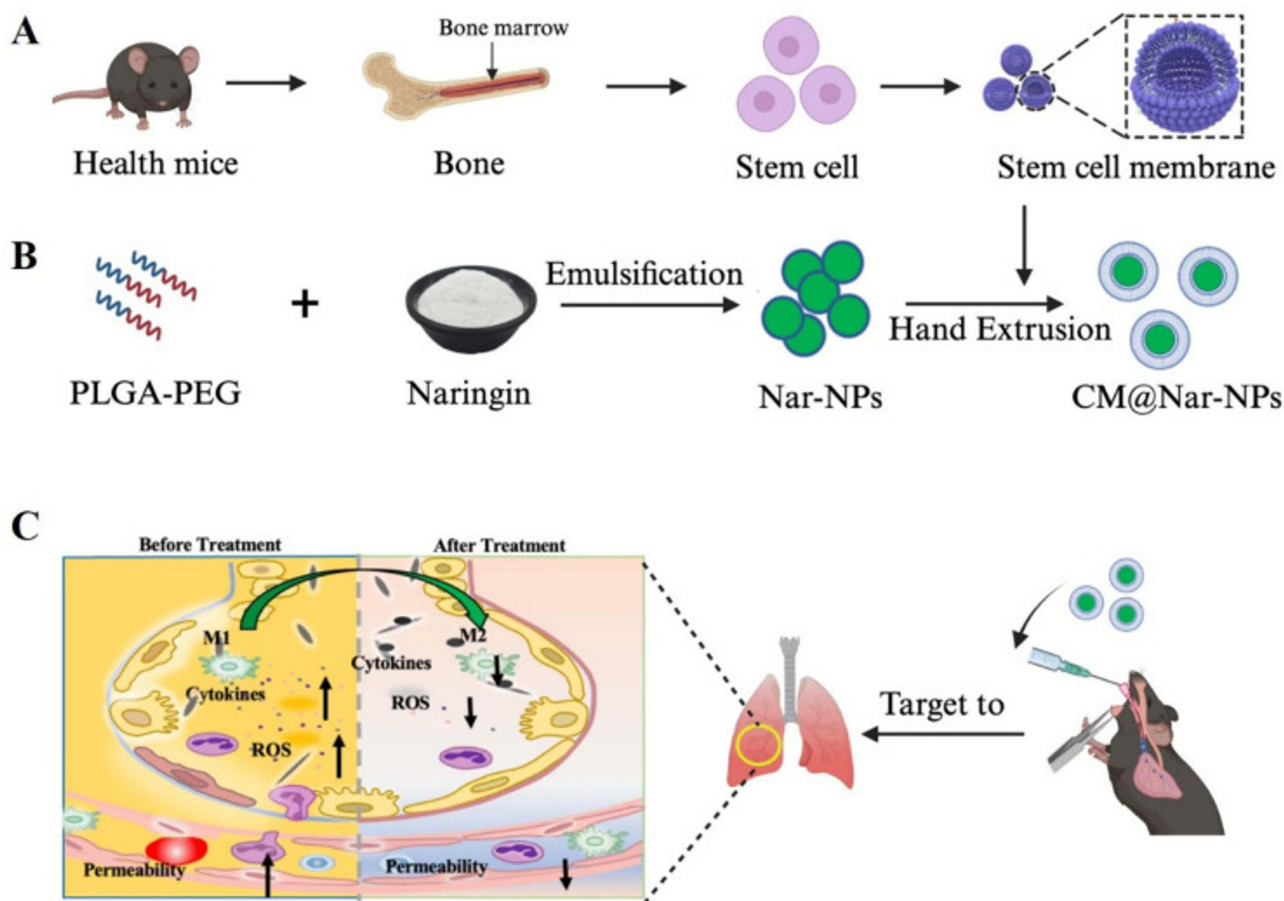 A
Bone marrow
Health mice
Bone
Stem cell
Stem cell membrane
B
Emulsification
Hand Extrusion
PLGA-PEG
+
Naringin
Nar-NPs
CM@Nar-NPs
C
Before Treatment
After Treatment
M1
M2
Cytokines
Cytokines
ROS
ROS
Target to
Permeability
Permeability